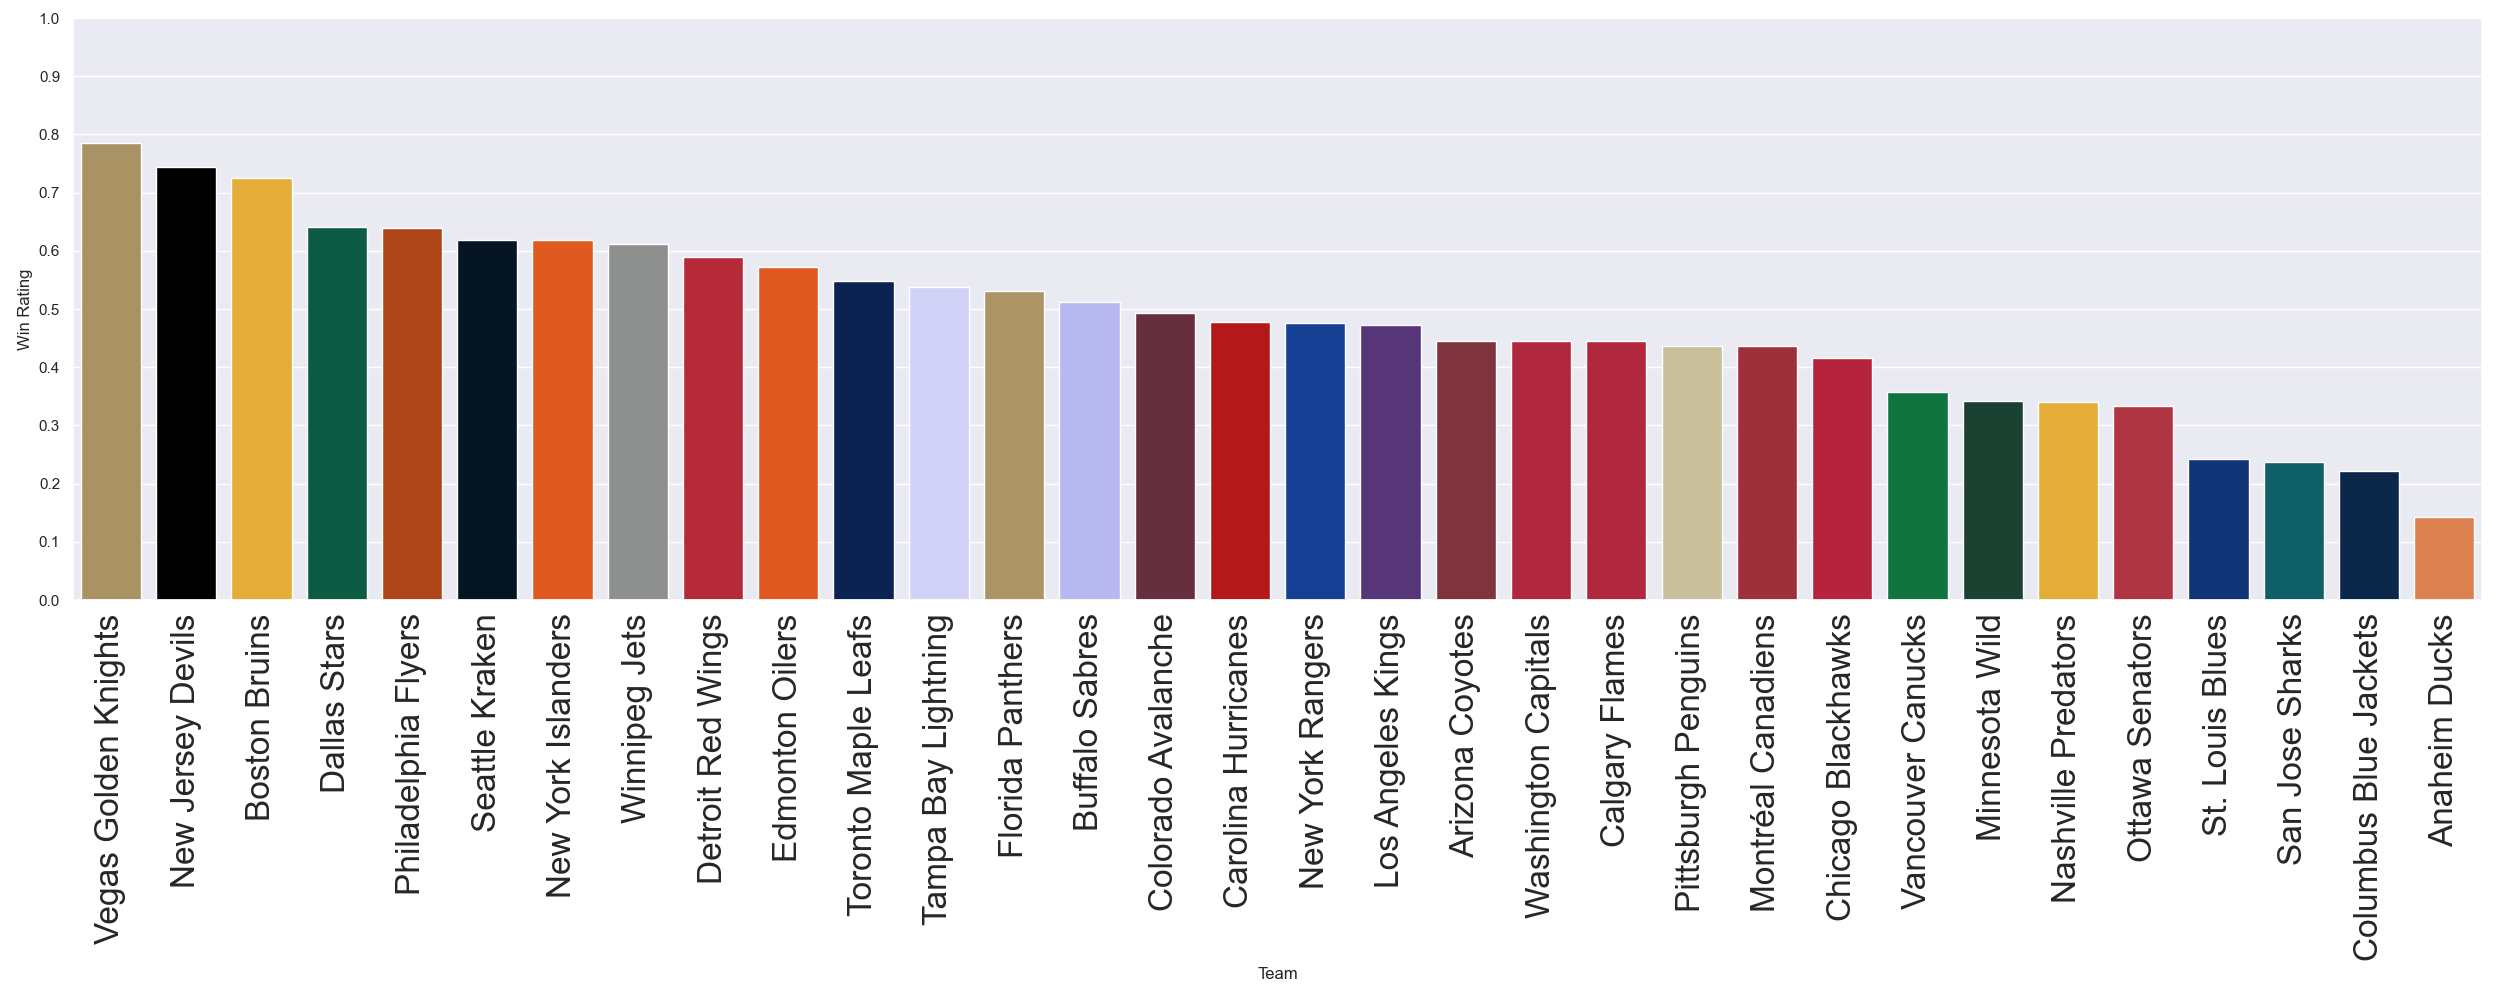 1.0
0.9
0.8
0.7
0.6
0.5
0.4
0.3
0.2
0.1
0.0
Win Rating
Vegas Golden Knights
New Jersey Devils
Boston Bruins
Dallas Stars
Philadelphia Flyers
Seattle Kraken
New York Islanders
Winnipeg Jets
Detroit Red Wings
Edmonton Oilers
Toronto Maple Leafs
Tampa Bay Lightning
Florida Panthers
Buffalo Sabres
Colorado Avalanche
Carolina Hurricanes
New York Rangers
Los Angeles Kings
Arizona Coyotes
Washington Capitals
Calgary Flames
Pittsburgh Penguins
Montréal Canadiens
Chicago Blackhawks
Vancouver Canucks
Minnesota Wild
Nashville Predators
Ottawa Senators
St. Louis Blues
San Jose Sharks
Columbus Blue Jackets
Anaheim Ducks
Team